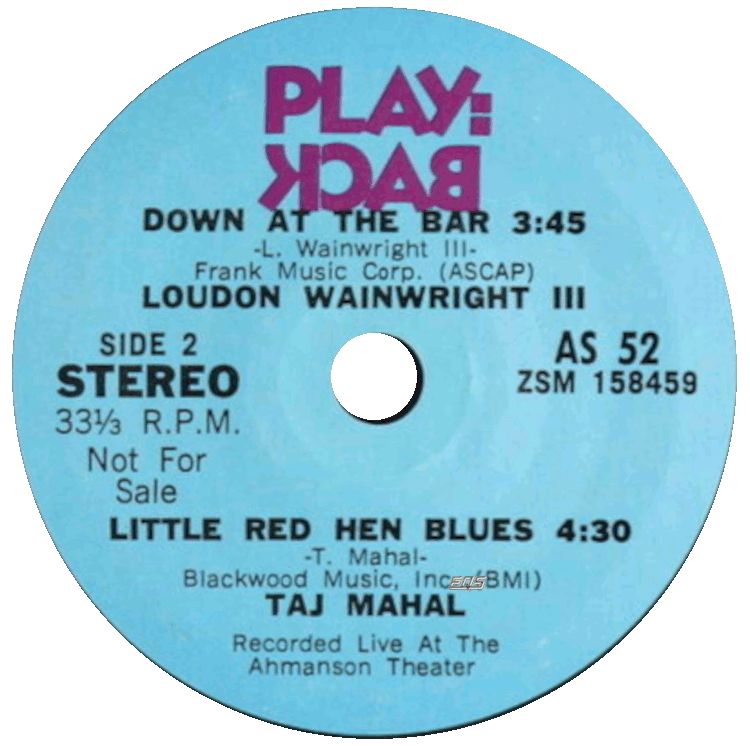 PLAY:
BACK
DOWN AT THE BAR 3:45
-L. Wainwright III-
Frank Music Corp. (ASCAP)
LOUDON WAINWRIGHT III
SIDE 2
STEREO
33⅓ R.P.M.
Not For
Sale
AS 52
ZSM 158459
LITTLE RED HEN BLUES 4:30
-T. Mahal-
Blackwood Music, Inc. (BMI)
TAJ MAHAL
Recorded Live At The
Ahmanson Theater